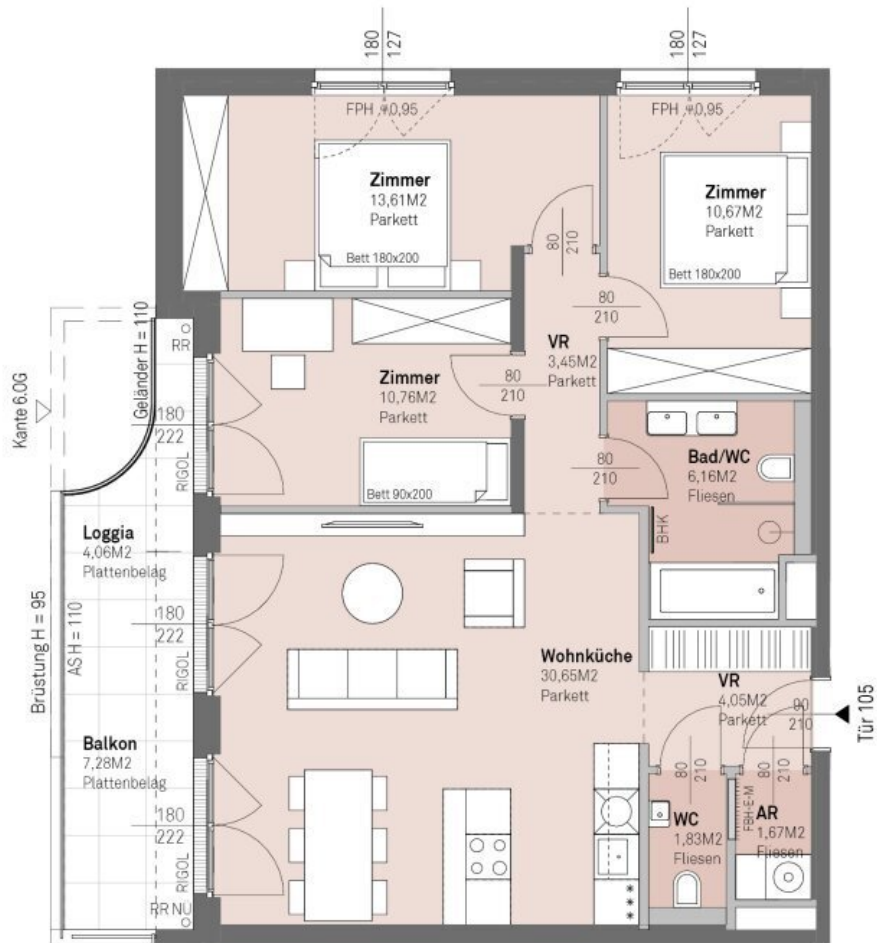 180
127
180
127
FPH +0,95
FPH +0,95
Zimmer
13,61M2
Parkett
Bett 180x200
Zimmer
10,67M2
Parkett
Bett 180x200
80
210
80
210
VR
3,45M2
Parkett
Geländer H = 110
RR
Kante 6.OG
180
222
RIGOL
Zimmer
10,76M2
Parkett
80
210
Bett 90x200
80
210
Bad/WC
6,16M2
Fliesen
BHK
Loggia
4,06M2
Plattenbelag
Brüstung H = 95
AS H = 110
180
222
RIGOL
Wohnküche
30,65M2
Parkett
VR
4,05M2
Parkett
90
210
Tür 105
Balkon
7,28M2
Plattenbelag
180
222
RIGOL
RR NÜ
80
210
80
210
WC
1,83M2
Fliesen
FBH-E-M
AR
1,67M2
Fliesen